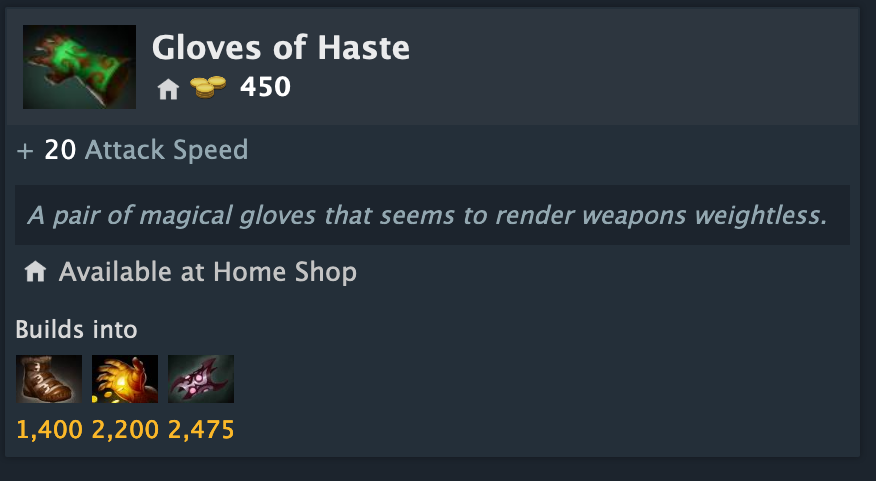 Gloves of Haste
450
+ 20 Attack Speed
A pair of magical gloves that seems to render weapons weightless.
Available at Home Shop
Builds into
1,400 2,200 2,475